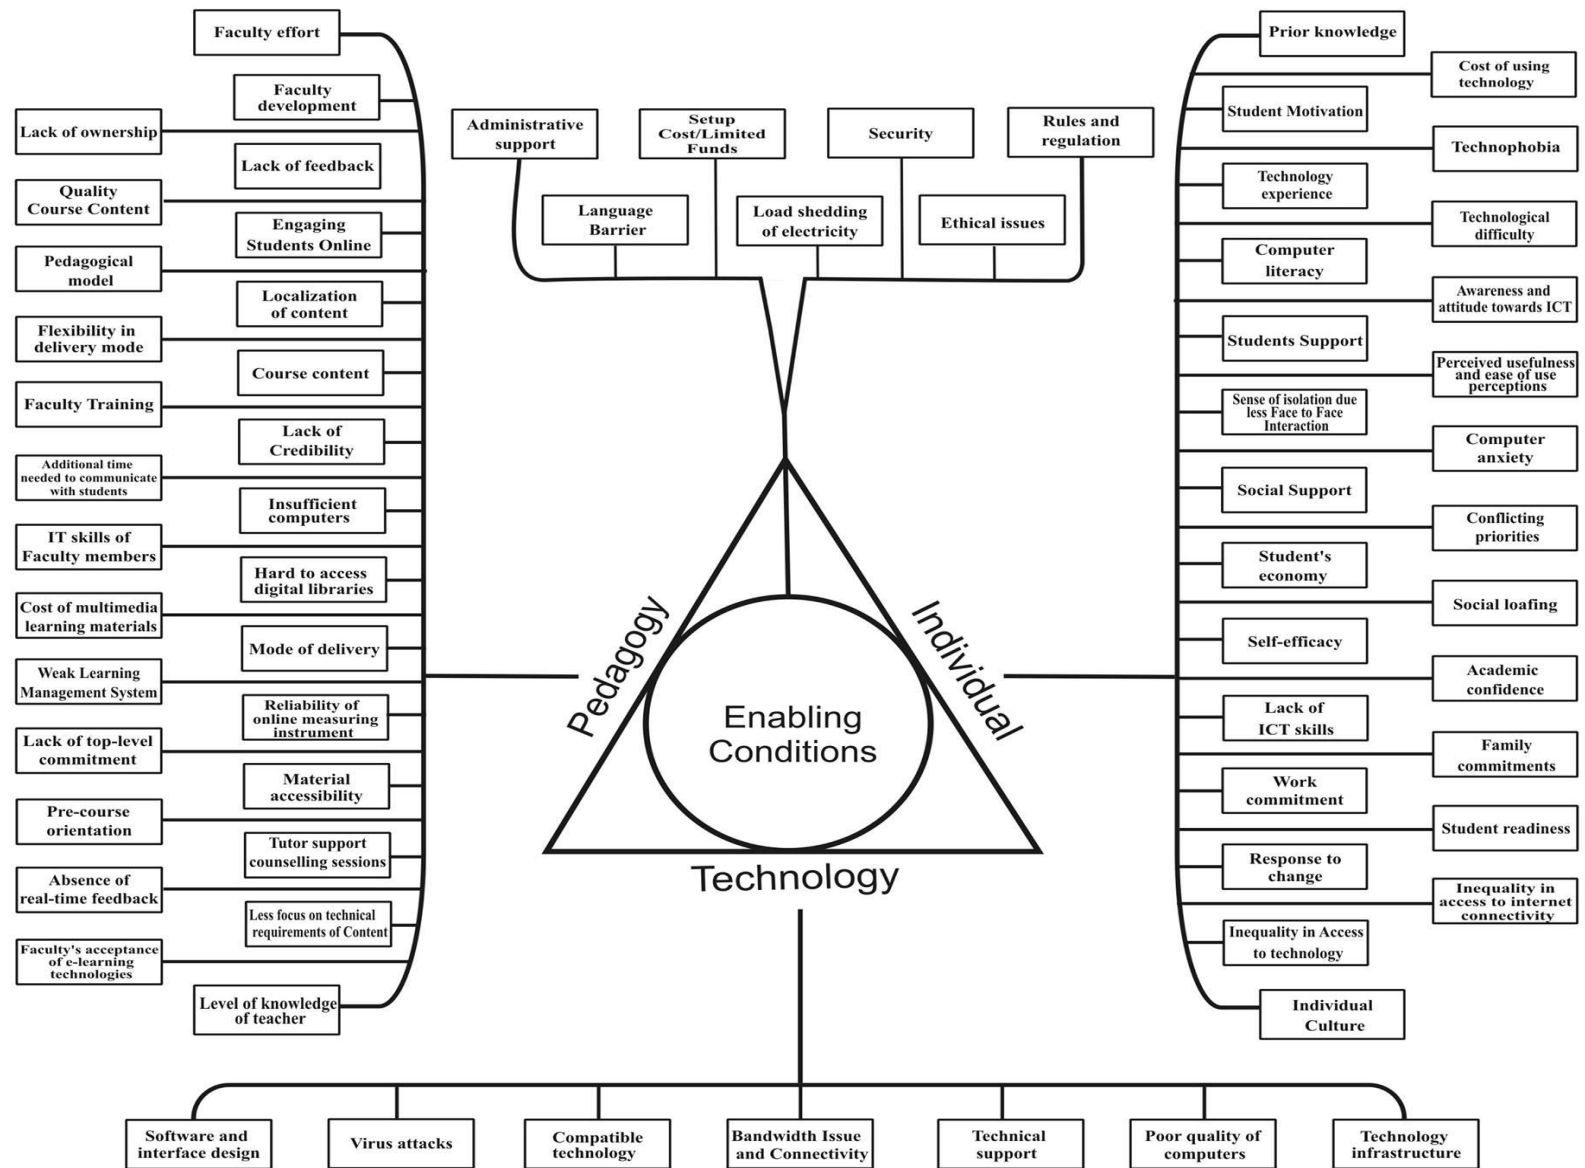 Faculty effort
Faculty
development
Lack of ownership
Lack of feedback
Quality
Course Content
Engaging
Students Online
Pedagogical
model
Localization
of content
Flexibility in
delivery mode
Course content
Faculty Training
Lack of
Credibility
Additional time
needed to communicate
with students
Insufficient
computers
IT skills of
Faculty members
Hard to access
digital libraries
Cost of multimedia
learning materials
Mode of delivery
Weak Learning
Management System
Reliability of
online measuring
instrument
Lack of top-level
commitment
Material
accessibility
Pre-course
orientation
Tutor support
counselling sessions
Absence of
real-time feedback
Less focus on technical
requirements of Content
Faculty's acceptance
of e-learning
technologies
Level of knowledge
of teacher
Administrative
support
Setup
Cost/Limited
Funds
Security
Rules and
regulation
Language
Barrier
Load shedding
of electricity
Ethical issues
Pedagogy
Individual
Enabling
Conditions
Technology
Prior knowledge
Cost of using
technology
Student Motivation
Technophobia
Technology
experience
Technological
difficulty
Computer
literacy
Awareness and
attitude towards ICT
Students Support
Perceived usefulness
and ease of use
perceptions
Sense of isolation due
less Face to Face
Interaction
Computer
anxiety
Social Support
Conflicting
priorities
Student's
economy
Social loafing
Self-efficacy
Academic
confidence
Lack of
ICT skills
Family
commitments
Work
commitment
Student readiness
Response to
change
Inequality in
access to internet
connectivity
Inequality in Access
to technology
Individual
Culture
Software and
interface design
Virus attacks
Compatible
technology
Bandwidth Issue
and Connectivity
Technical
support
Poor quality of
computers
Technology
infrastructure